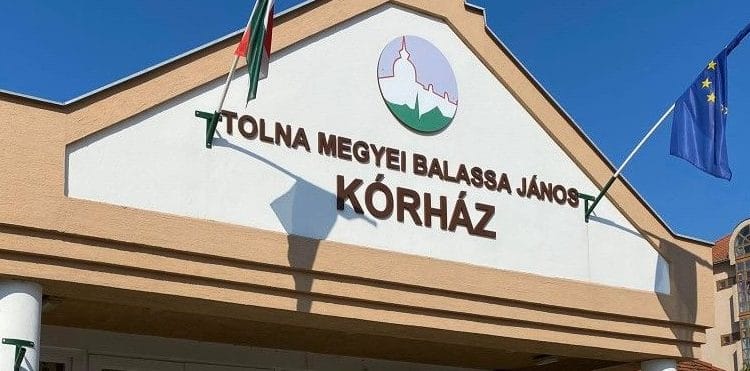 TOLNA MEGYEI BALASSA JÁNOS
KÓRHÁZ